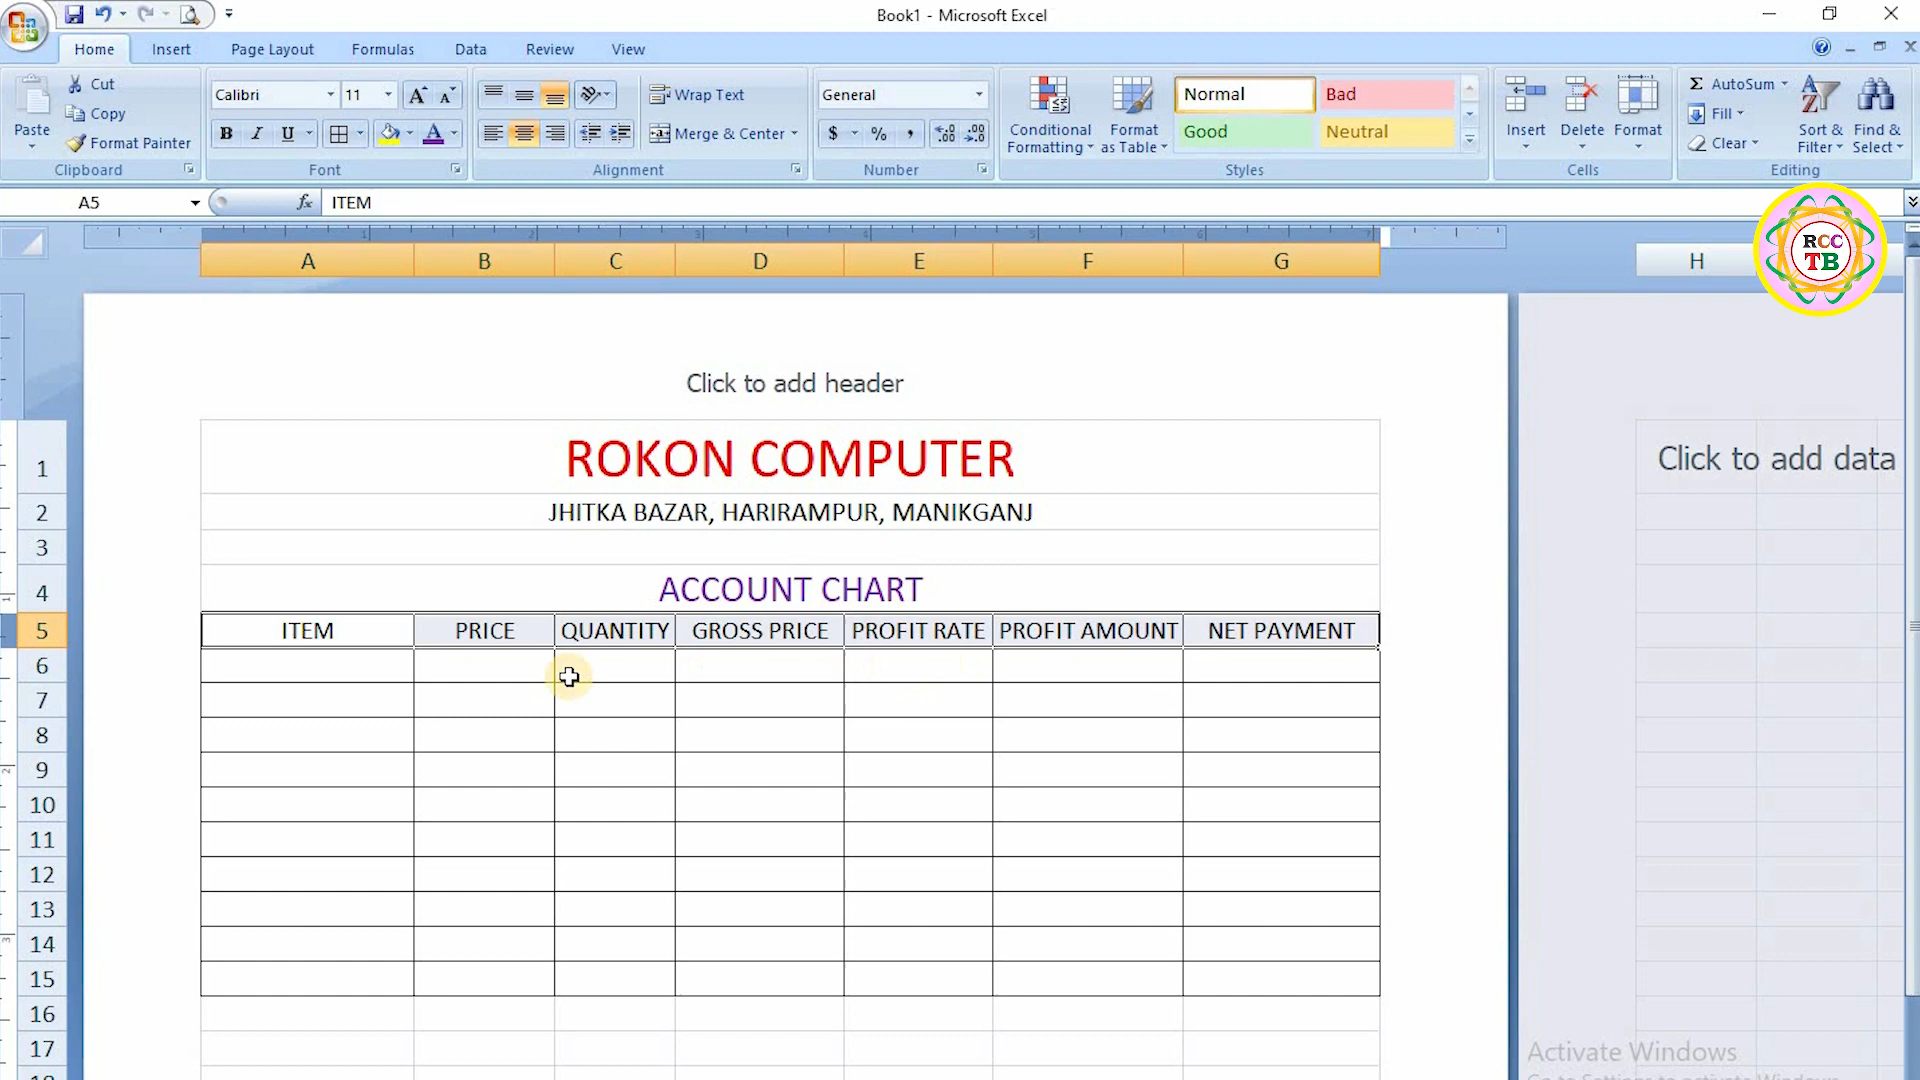 Book1 - Microsoft Excel
Home Insert Page Layout Formulas Data Review View
Paste
Cut
Copy
Format Painter
Clipboard
Calibri 11
B I U A
Font
Wrap Text
Merge & Center
Alignment
General
$ % ,
Number
Conditional Formatting
Format as Table
Normal Bad
Good Neutral
Styles
Insert Delete Format
Cells
Σ AutoSum
Fill
Clear
Sort & Filter
Find & Select
Editing
A5 fx ITEM
RCC
TB
A B C D E F G H
Click to add header
1 ROKON COMPUTER Click to add data
2 JHITKA BAZAR, HARIRAMPUR, MANIKGANJ
3
4 ACCOUNT CHART
5 ITEM PRICE QUANTITY GROSS PRICE PROFIT RATE PROFIT AMOUNT NET PAYMENT
6
7
8
9
10
11
12
13
14
15
16
17
Activate Windows